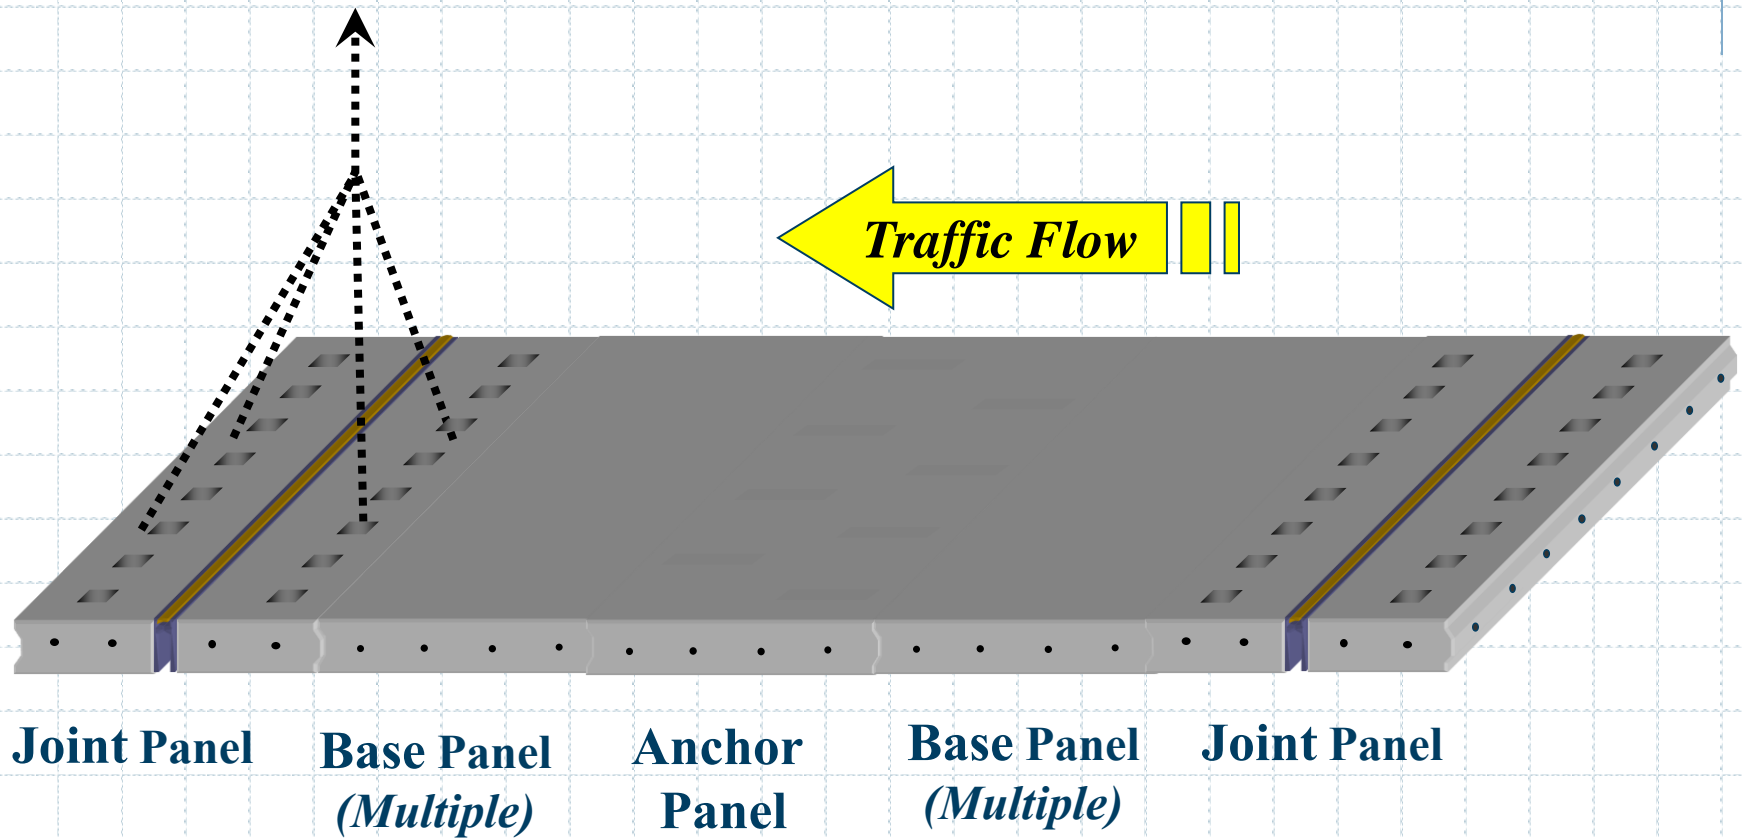 Traffic Flow
Joint Panel
Base Panel
(Multiple)
Anchor
Panel
Base Panel
(Multiple)
Joint Panel